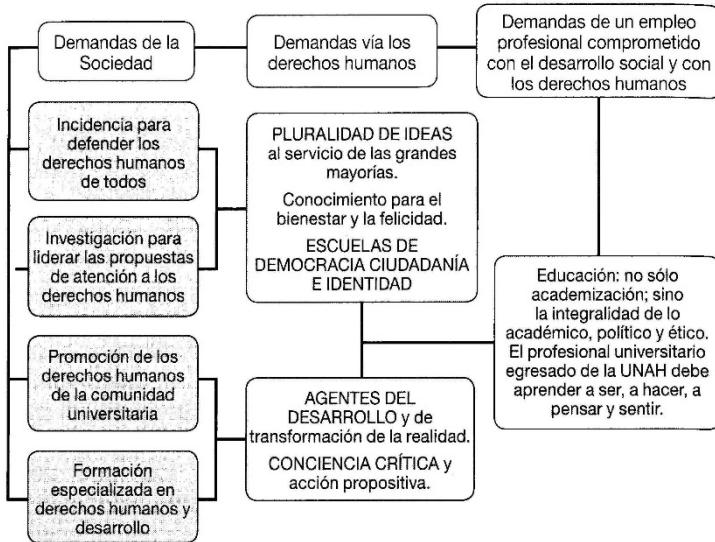 Demandas de la
Sociedad
Demandas vía los
derechos humanos
Demandas de un empleo
profesional comprometido
con el desarrollo social y con
los derechos humanos
Incidencia para
defender los
derechos humanos
de todos
Investigación para
liderar las propuestas
de atención a los
derechos humanos
Promoción de los
derechos humanos
de la comunidad
universitaria
Formación
especializada en
derechos humanos y
desarrollo
PLURALIDAD DE IDEAS
al servicio de las grandes
mayorías.
Conocimiento para el
bienestar y la felicidad.
ESCUELAS DE
DEMOCRACIA CIUDADANÍA
E IDENTIDAD
AGENTES DEL
DESARROLLO y de
transformación de la realidad.
CONCIENCIA CRÍTICA y
acción propositiva.
Educación: no sólo
academización; sino
la integralidad de lo
académico, político y ético.
El profesional universitario
egresado de la UNAH debe
aprender a ser, a hacer, a
pensar y sentir.